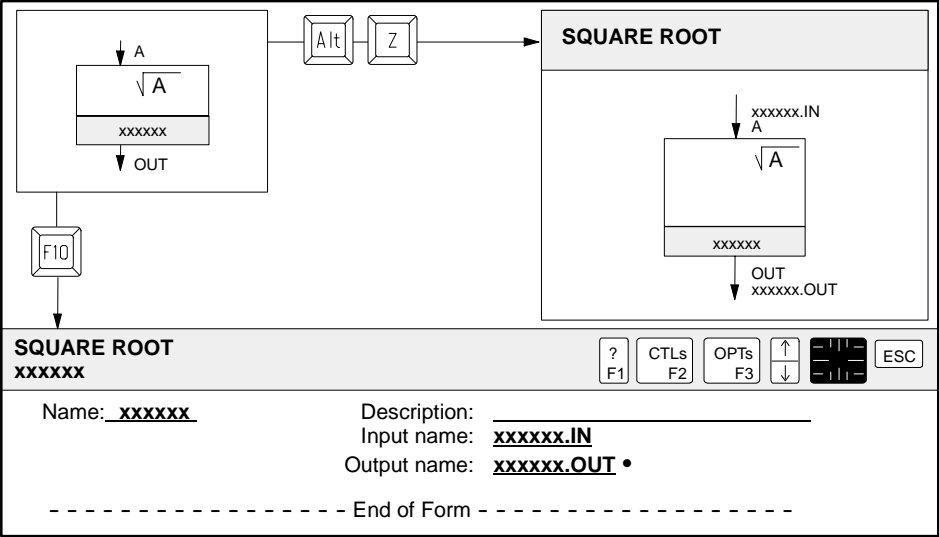 A
√A
xxxxxx
OUT
Alt
Z
SQUARE ROOT
xxxxxx.IN
A
√A
xxxxxx
OUT
xxxxxx.OUT
F10
SQUARE ROOT
xxxxxx
?
F1
CTLs
F2
OPTs
F3
↑
↓
ESC
Name: xxxxxx
Description:
Input name: xxxxxx.IN
Output name: xxxxxx.OUT •
- - - - - - - - - - - - - - - - - - End of Form - - - - - - - - - - - - - - - - - - -